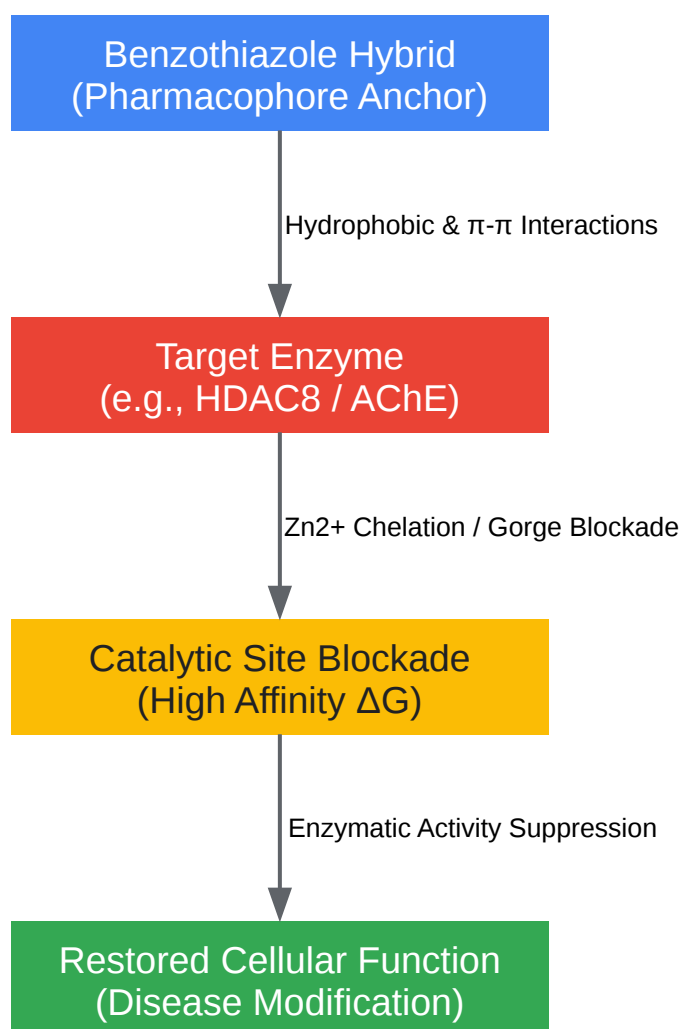 Benzothiazole Hybrid
(Pharmacophore Anchor)
Hydrophobic & π-π Interactions
Target Enzyme
(e.g., HDAC8 / AChE)
Zn2+ Chelation / Gorge Blockade
Catalytic Site Blockade
(High Affinity ΔG)
Enzymatic Activity Suppression
Restored Cellular Function
(Disease Modification)